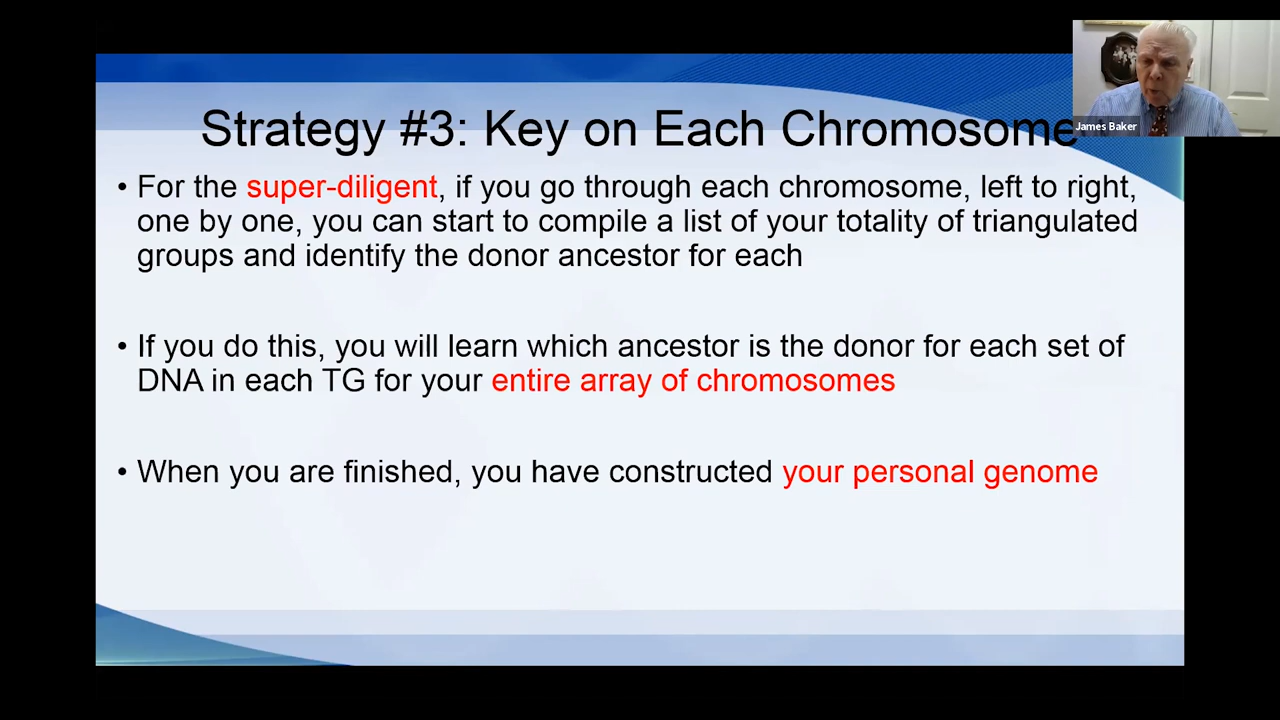 Strategy #3: Key on Each Chromosome
James Baker
• For the super-diligent, if you go through each chromosome, left to right,
one by one, you can start to compile a list of your totality of triangulated
groups and identify the donor ancestor for each
• If you do this, you will learn which ancestor is the donor for each set of
DNA in each TG for your entire array of chromosomes
• When you are finished, you have constructed your personal genome